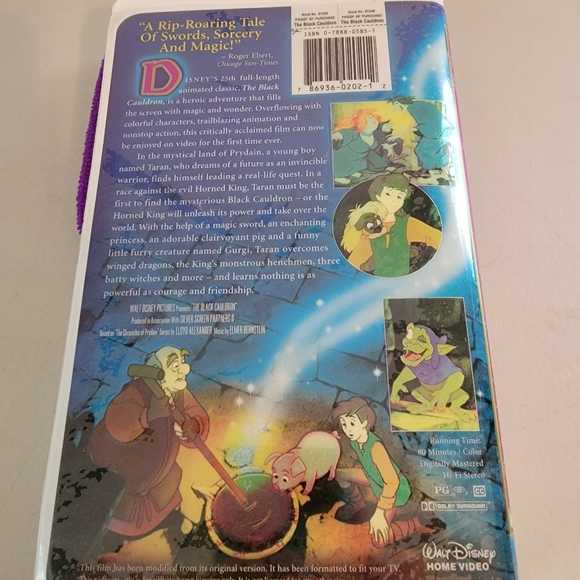 "A Rip-Roaring Tale
Of Swords, Sorcery
And Magic!"
– Roger Ebert,
Chicago Sun-Times
PROOF OF PURCHASE
The Black Cauldron
PROOF OF PURCHASE
The Black Cauldron
ISBN 0-7888-0585-1
7 86936-0202-1 2
DISNEY'S 25th full-length
animated classic, The Black
Cauldron, is a heroic adventure that fills
the screen with magic and wonder. Overflowing with
colorful characters, trailblazing animation and
nonstop action, this critically acclaimed film can now
be enjoyed on video for the first time ever.
In the mystical land of Prydain, a young boy
named Taran, who dreams of a future as an invincible
warrior, finds himself leading a real-life quest. In a
race against the evil Horned King, Taran must be the
first to find the mysterious Black Cauldron – or the
Horned King will unleash its power and take over the
world. With the help of a magic sword, an enchanting
princess, an adorable clairvoyant pig and a funny
little furry creature named Gurgi, Taran overcomes
winged dragons, the King's monstrous henchmen, three
batty witches and more – and learns nothing is as
powerful as courage and friendship.
WALT DISNEY PICTURES Presents "THE BLACK CAULDRON"
Produced in Association With SILVER SCREEN PARTNERS II
Based on "The Chronicles of Prydain" Series by LLOYD ALEXANDER Music by ELMER BERNSTEIN
Running Time:
80 Minutes / Color
Digitally Mastered
Hi-Fi Stereo
PG CC
DOLBY SURROUND
WALT DISNEY
HOME VIDEO
This film has been modified from its original version. It has been formatted to fit your TV.